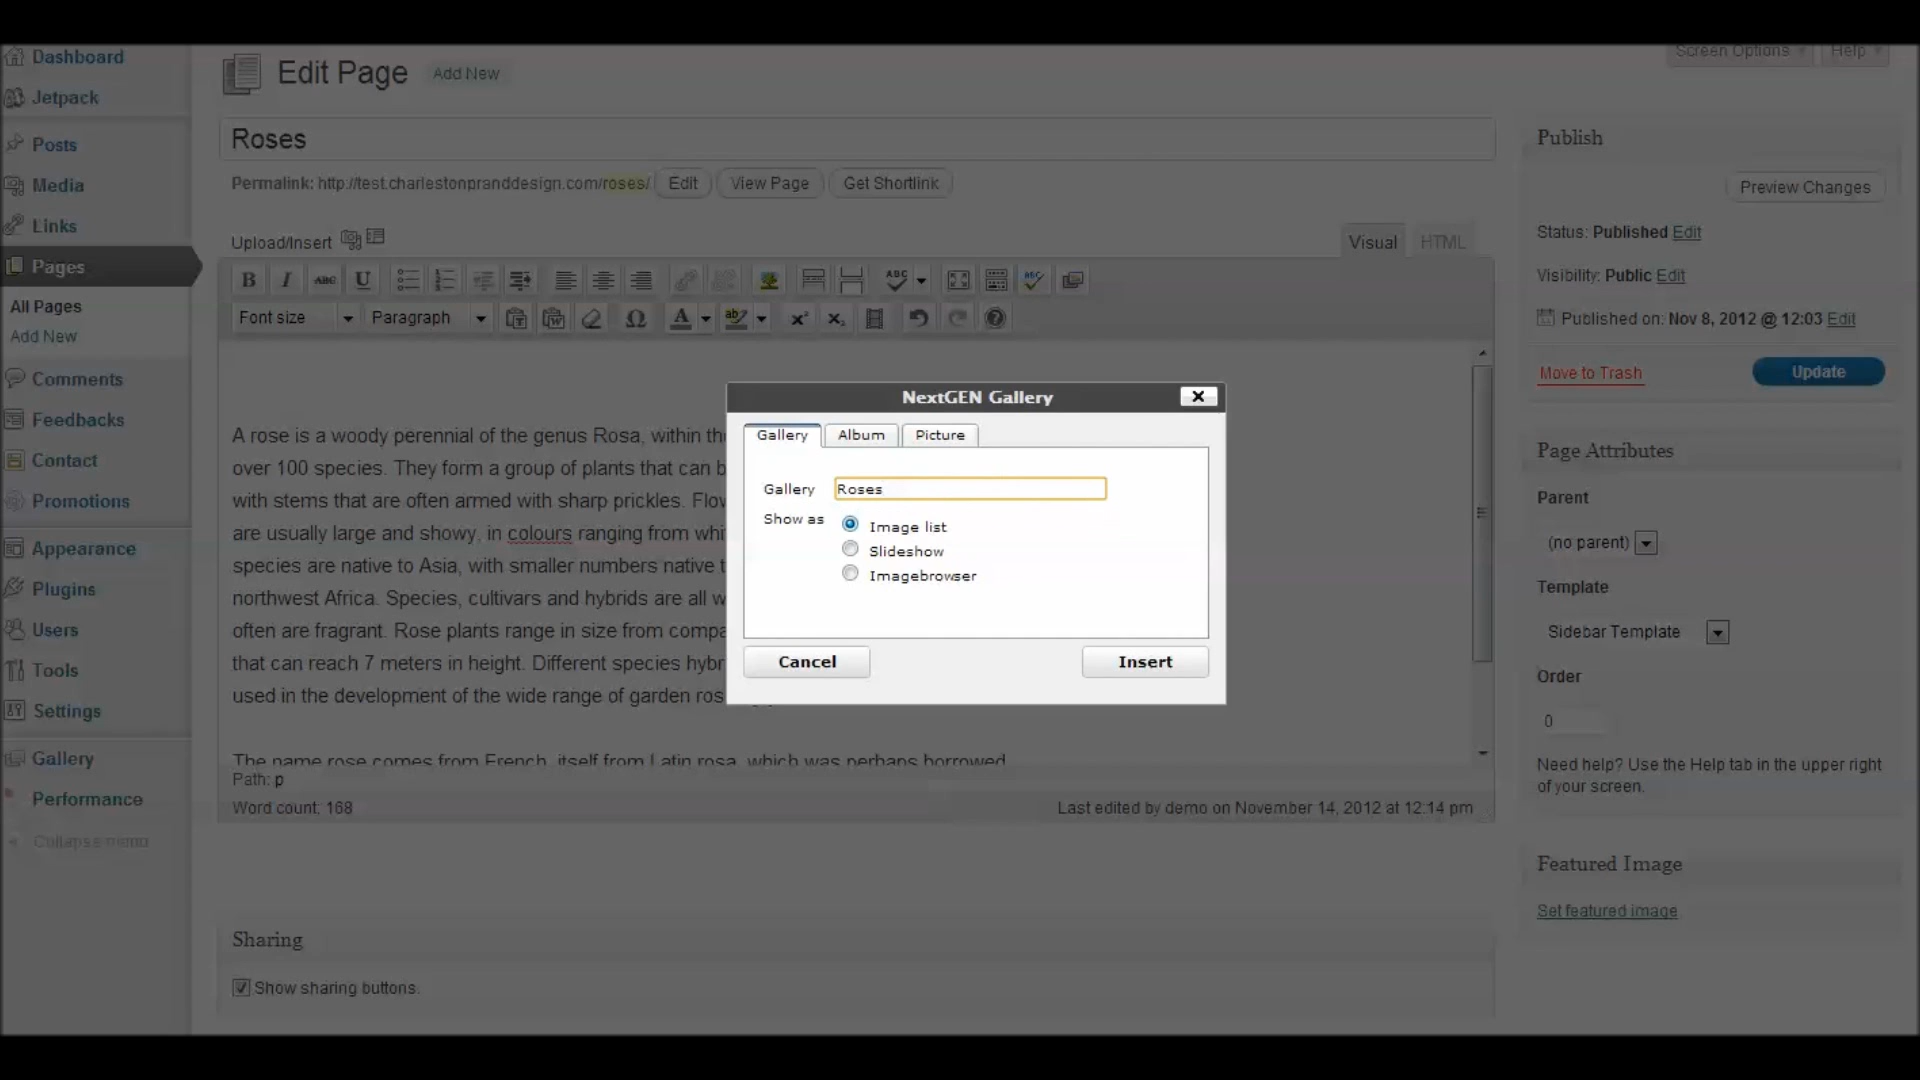 Dashboard
Jetpack
Posts
Media
Links
Pages
All Pages
Add New
Comments
Feedbacks
Contact
Promotions
Appearance
Plugins
Users
Tools
Settings
Gallery
Performance
Collapse menu
Edit Page Add New
Screen Options Help
Roses
Permalink: http://test.charlestonpranddesign.com/roses/ Edit View Page Get Shortlink
Upload/Insert
Visual HTML
B I ABC U ABC
Font size Paragraph Ω A ab
A rose is a woody perennial of the genus Rosa, within the
over 100 species. They form a group of plants that can b
with stems that are often armed with sharp prickles. Flow
are usually large and showy, in colours ranging from whi
species are native to Asia, with smaller numbers native t
northwest Africa. Species, cultivars and hybrids are all w
often are fragrant. Rose plants range in size from compa
that can reach 7 meters in height. Different species hybr
used in the development of the wide range of garden ros
The name rose comes from French, itself from Latin rosa, which was perhaps borrowed
Path: p
Word count: 168
Last edited by demo on November 14, 2012 at 12:14 pm
Sharing
Show sharing buttons.
NextGEN Gallery
Gallery Album Picture
Gallery Roses
Show as Image list
Slideshow
Imagebrowser
Cancel Insert
Publish
Preview Changes
Status: Published Edit
Visibility: Public Edit
Published on: Nov 8, 2012 @ 12:03 Edit
Move to Trash Update
Page Attributes
Parent
(no parent)
Template
Sidebar Template
Order
0
Need help? Use the Help tab in the upper right
of your screen.
Featured Image
Set featured image